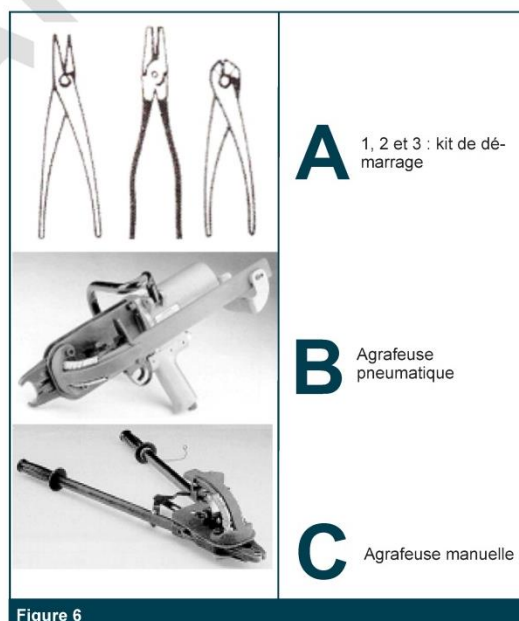 A
1, 2 et 3 : kit de dé-
marrage
B
Agrafeuse
pneumatique
C
Agrafeuse manuelle
Figure 6